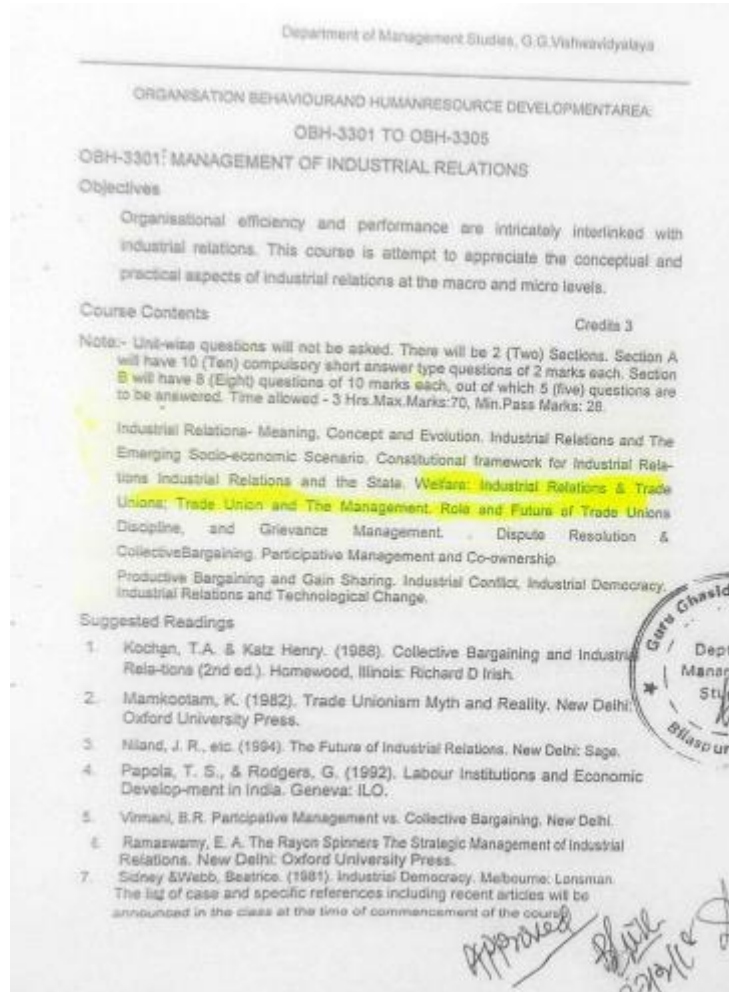 Department of Management Studies, G.G.Vishwavidyalaya
ORGANISATION BEHAVIOURAND HUMANRESOURCE DEVELOPMENTAREA:
OBH-3301 TO OBH-3305
OBH-3301: MANAGEMENT OF INDUSTRIAL RELATIONS
Objectives
Organisational efficiency and performance are intricately interlinked with
industrial relations. This course is attempt to appreciate the conceptual and
practical aspects of industrial relations at the macro and micro levels.
Course Contents
Credits 3
Note:- Unit-wise questions will not be asked. There will be 2 (Two) Sections. Section A
will have 10 (Ten) compulsory short answer type questions of 2 marks each. Section
B will have 8 (Eight) questions of 10 marks each, out of which 5 (five) questions are
to be answered. Time allowed - 3 Hrs.Max.Marks:70, Min.Pass Marks: 28.
Industrial Relations- Meaning, Concept and Evolution. Industrial Relations and The
Emerging Socio-economic Scenario. Constitutional framework for Industrial Rela-
tions Industrial Relations and the State. Welfare: Industrial Relations & Trade
Unions; Trade Union and The Management. Role and Future of Trade Unions
Discipline, and Grievance Management. . Dispute Resolution &
CollectiveBargaining. Participative Management and Co-ownership.
Productive Bargaining and Gain Sharing. Industrial Conflict, Industrial Democracy.
Industrial Relations and Technological Change.
Suggested Readings
1. Kochan, T.A. & Katz Henry. (1988). Collective Bargaining and Industri
Rela-tions (2nd ed.). Homewood, Illinois: Richard D Irish.
2. Mamkootam, K. (1982). Trade Unionism Myth and Reality. New Delhi:
Oxford University Press.
3. Niland, J. R., etc. (1994). The Future of Industrial Relations. New Delhi: Sage.
4. Papola, T. S., & Rodgers, G. (1992). Labour Institutions and Economic
Develop-ment in India. Geneva: ILO.
5. Virmani, B.R. Participative Management vs. Collective Bargaining. New Delhi.
6. Ramaswamy, E. A. The Rayon Spinners The Strategic Management of Industrial
Relations. New Delhi: Oxford University Press.
7. Sidney &Webb, Beatrice. (1981). Industrial Democracy. Melbourne: Lonsman.
The list of case and specific references including recent articles will be
announced in the class at the time of commencement of the course
Guru Ghasid
Dept
Manag
Stu
Bilaspur
Approved